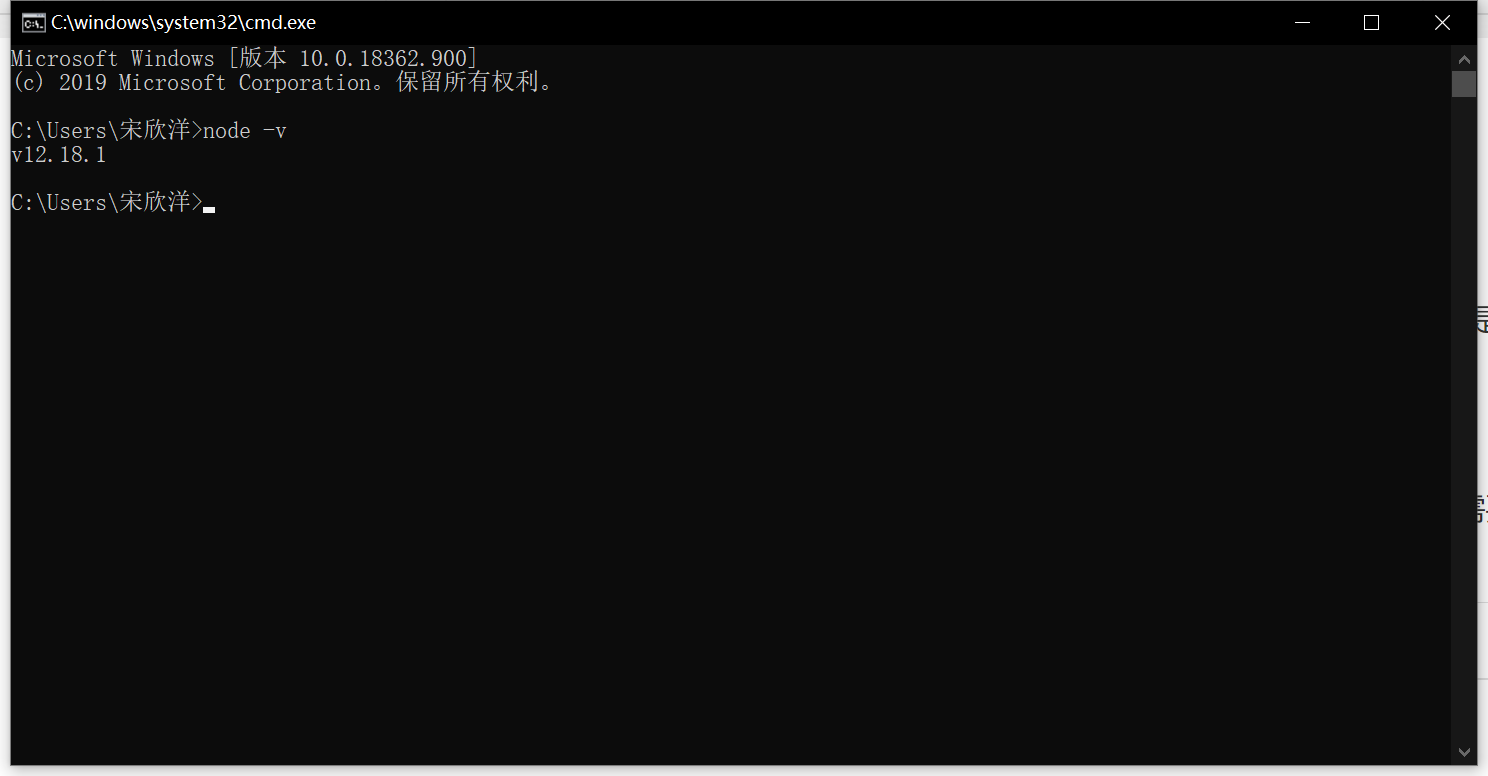 C:\windows\system32\cmd.exe
Microsoft Windows [版本 10.0.18362.900]
(c) 2019 Microsoft Corporation。保留所有权利。
C:\Users\宋欣洋>node -v
v12.18.1
C:\Users\宋欣洋>